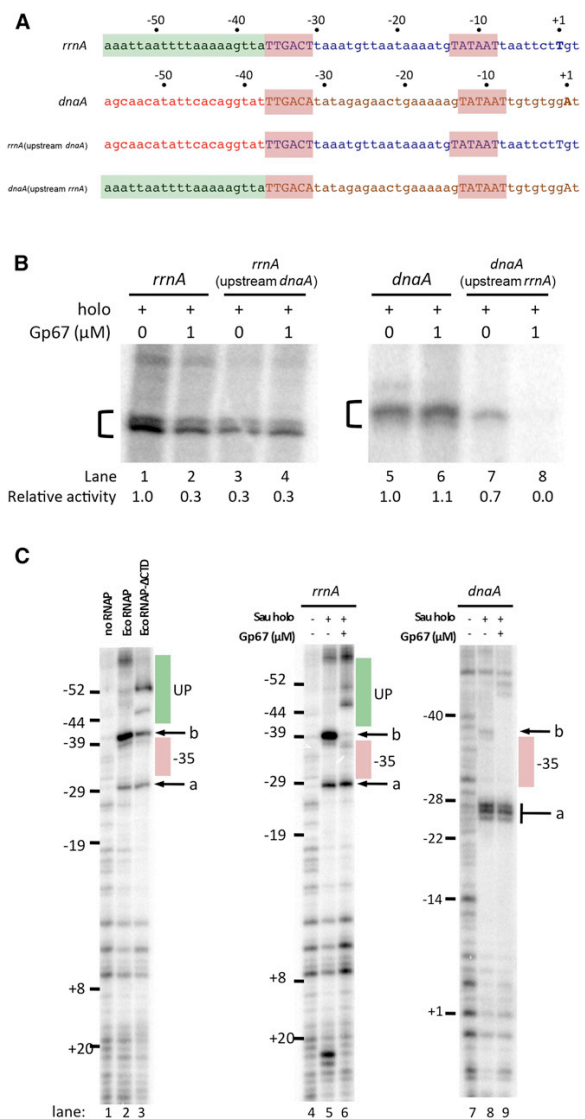 A
-50 -40 -30 -20 -10 +1
rrnA aaattaattttaaaaagttaTTGACTtaaatgttaataaaatgTATAATtaattctTgt
-50 -40 -30 -20 -10 +1
dnaA agcaacatattcacaggtatTTGACAtatagaactgaaaaagTATAATtgtgtggAt
rrnA(upstream dnaA) agcaacatattcacaggtatTTGACTtaaatgttaataaaatgTATAATtaattctTgt
dnaA(upstream rrnA) aaattaattttaaaaagttaTTGACAtatagaactgaaaaagTATAATtgtgtggAt
B
rrnA rrnA (upstream dnaA) dnaA dnaA (upstream rrnA)
holo + + + + + + + +
Gp67 (µM) 0 1 0 1 0 1 0 1
Lane 1 2 3 4 5 6 7 8
Relative activity 1.0 0.3 0.3 0.3 1.0 1.1 0.7 0.0
C
no RNAP
Eco RNAP
Eco RNAP-ΔCTD
-52
-44
-39
-29
-19
+8
+20
UP
b
-35
a
rrnA
Sau holo - + +
Gp67 (µM) - - +
-52
-44
-39
-29
-19
+8
+20
UP
b
-35
a
dnaA
Sau holo - + +
Gp67 (µM) - - +
-40
-28
-22
-14
+1
b
-35
a
lane: 1 2 3 4 5 6 7 8 9